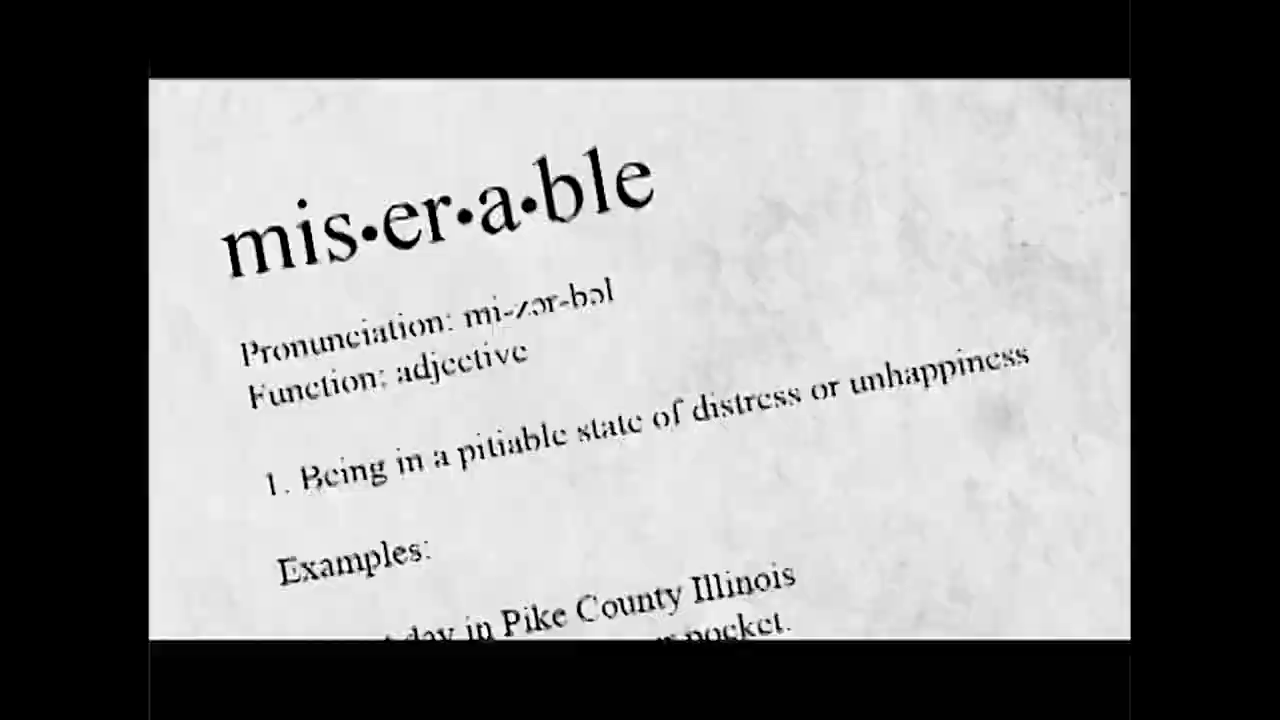 mis•er•a•ble
Pronunciation: mi-zər-bəl
Function: adjective
1. Being in a pitiable state of distress or unhappiness
Examples:
day in Pike County Illinois
pocket.